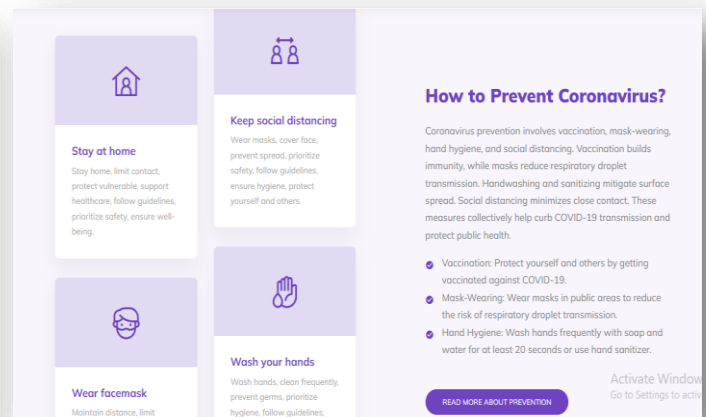 Stay at home
Stay home, limit contact,
protect vulnerable, support
healthcare, follow guidelines,
prioritize safety, ensure well-
being.
Wear facemask
Maintain distance, limit
Keep social distancing
Wear masks, cover face,
prevent spread, prioritize
safety, follow guidelines,
ensure hygiene, protect
yourself and others.
Wash your hands
Wash hands, clean frequently,
prevent germs, prioritize
hygiene, follow guidelines,
How to Prevent Coronavirus?
Coronavirus prevention involves vaccination, mask-wearing,
hand hygiene, and social distancing. Vaccination builds
immunity, while masks reduce respiratory droplet
transmission. Handwashing and sanitizing mitigate surface
spread. Social distancing minimizes close contact. These
measures collectively help curb COVID-19 transmission and
protect public health.
Vaccination: Protect yourself and others by getting
vaccinated against COVID-19.
Mask-Wearing: Wear masks in public areas to reduce
the risk of respiratory droplet transmission.
Hand Hygiene: Wash hands frequently with soap and
water for at least 20 seconds or use hand sanitizer.
READ MORE ABOUT PREVENTION
Activate Window
Go to Settings to activ